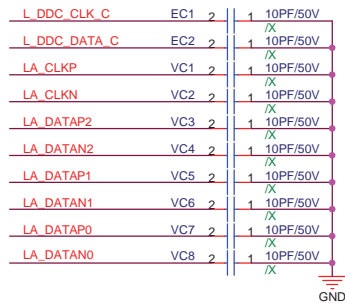 L_DDC_CLK_C EC1 2 1 10PF/50V
/X
L_DDC_DATA_C EC2 2 1 10PF/50V
/X
LA_CLKP VC1 2 1 10PF/50V
/X
LA_CLKN VC2 2 1 10PF/50V
/X
LA_DATAP2 VC3 2 1 10PF/50V
/X
LA_DATAN2 VC4 2 1 10PF/50V
/X
LA_DATAP1 VC5 2 1 10PF/50V
/X
LA_DATAN1 VC6 2 1 10PF/50V
/X
LA_DATAP0 VC7 2 1 10PF/50V
/X
LA_DATAN0 VC8 2 1 10PF/50V
/X
GND